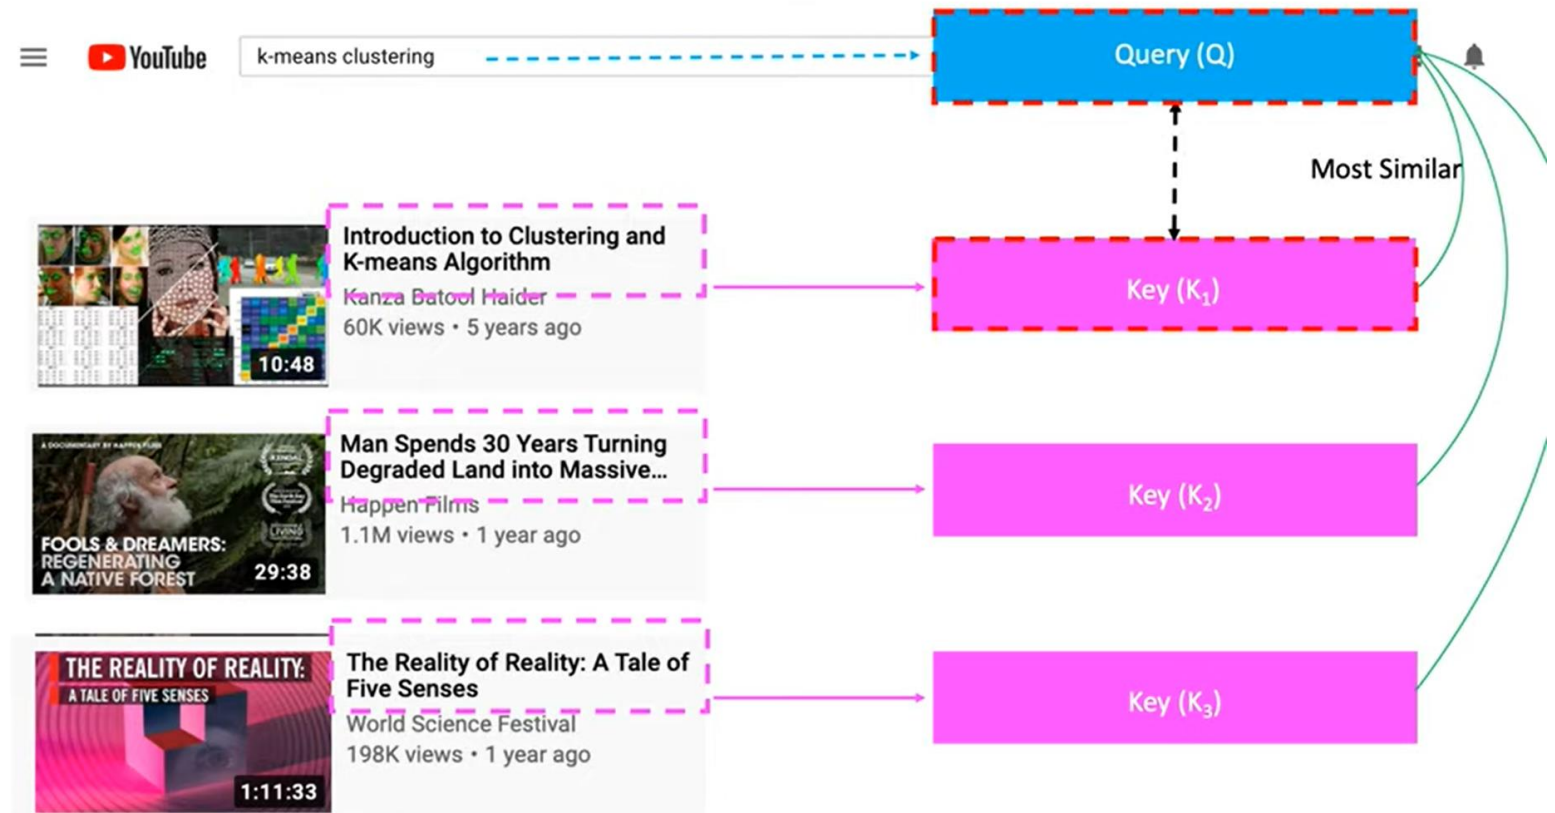 YouTube
k-means clustering
Query (Q)
Most Similar
Introduction to Clustering and
K-means Algorithm
Kanza Batool Haider
60K views • 5 years ago
10:48
Key (K₁)
A DOCUMENTARY BY HAPPEN FILMS
FOOLS & DREAMERS:
REGENERATING
A NATIVE FOREST
29:38
Man Spends 30 Years Turning
Degraded Land into Massive...
Happen Films
1.1M views • 1 year ago
Key (K₂)
THE REALITY OF REALITY:
A TALE OF FIVE SENSES
1:11:33
The Reality of Reality: A Tale of
Five Senses
World Science Festival
198K views • 1 year ago
Key (K₃)